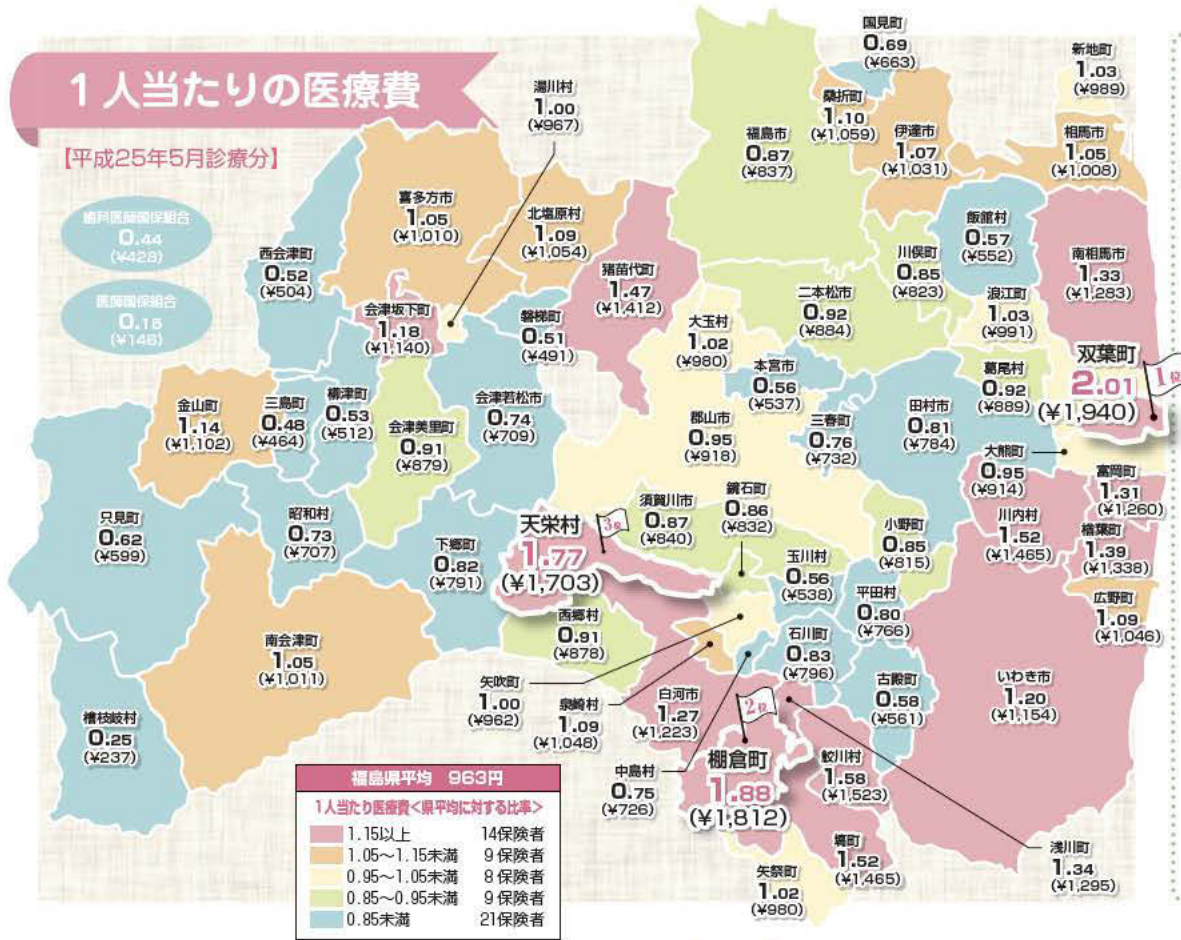 1人当たりの医療費
【平成25年5月診療分】
歯科医師国保組合
0.44
(¥428)
医師国保組合
0.15
(¥146)
湯川村
1.00
(¥967)
国見町
0.69
(¥663)
新地町
1.03
(¥989)
桑折町
1.10
(¥1,059)
伊達市
1.07
(¥1,031)
相馬市
1.05
(¥1,008)
福島市
0.87
(¥837)
喜多方市
1.05
(¥1,010)
北塩原村
1.09
(¥1,054)
西会津町
0.52
(¥504)
猪苗代町
1.47
(¥1,412)
川俣町
0.85
(¥823)
飯舘村
0.57
(¥552)
南相馬市
1.33
(¥1,283)
会津坂下町
1.18
(¥1,140)
磐梯町
0.51
(¥491)
大玉村
1.02
(¥980)
二本松市
0.92
(¥884)
浪江町
1.03
(¥991)
双葉町
2.01
(¥1,940)
1位
本宮市
0.56
(¥537)
葛尾村
0.92
(¥889)
金山町
1.14
(¥1,102)
三島町
0.48
(¥464)
柳津町
0.53
(¥512)
会津美里町
0.91
(¥879)
会津若松市
0.74
(¥709)
郡山市
0.95
(¥918)
三春町
0.76
(¥732)
田村市
0.81
(¥784)
大熊町
0.95
(¥914)
富岡町
1.31
(¥1,260)
只見町
0.62
(¥599)
昭和村
0.73
(¥707)
下郷町
0.82
(¥791)
天栄村
1.77
(¥1,703)
3位
須賀川市
0.87
(¥840)
鏡石町
0.86
(¥832)
小野町
0.85
(¥815)
川内村
1.52
(¥1,465)
楢葉町
1.39
(¥1,338)
玉川村
0.56
(¥538)
平田村
0.80
(¥766)
広野町
1.09
(¥1,046)
南会津町
1.05
(¥1,011)
西郷村
0.91
(¥878)
石川町
0.83
(¥796)
古殿町
0.58
(¥561)
いわき市
1.20
(¥1,154)
檜枝岐村
0.25
(¥237)
矢吹町
1.00
(¥962)
泉崎村
1.09
(¥1,048)
白河市
1.27
(¥1,223)
2位
棚倉町
1.88
(¥1,812)
中島村
0.75
(¥726)
鮫川村
1.58
(¥1,523)
塙町
1.52
(¥1,465)
浅川町
1.34
(¥1,295)
矢祭町
1.02
(¥980)
福島県平均 963円
1人当たり医療費<県平均に対する比率>
1.15以上 14保険者
1.05～1.15未満 9保険者
0.95～1.05未満 8保険者
0.85～0.95未満 9保険者
0.85未満 21保険者